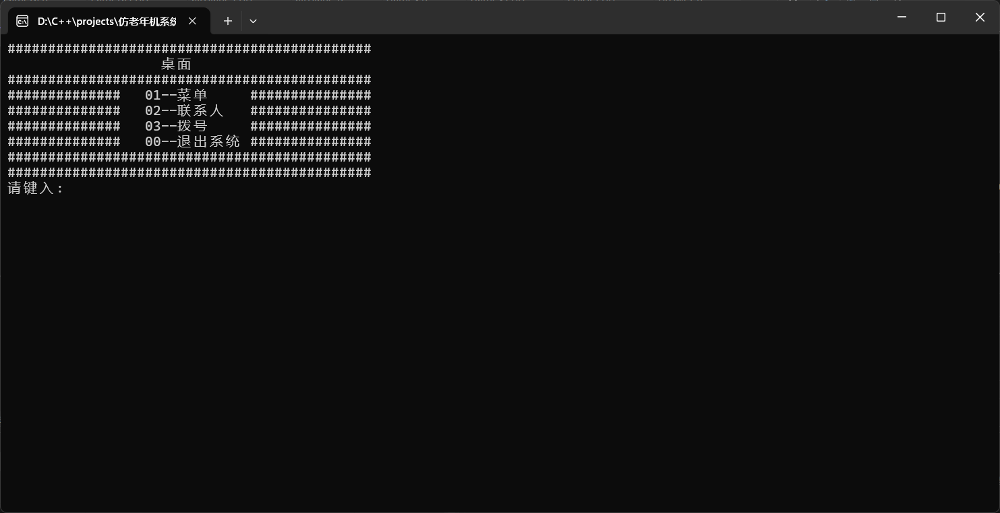 D:\C++\projects\仿老年机系统
#############################################
桌面
#############################################
##############   01--菜单     ###############
##############   02--联系人   ###############
##############   03--拨号     ###############
##############   00--退出系统 ###############
#############################################
#############################################
请键入: